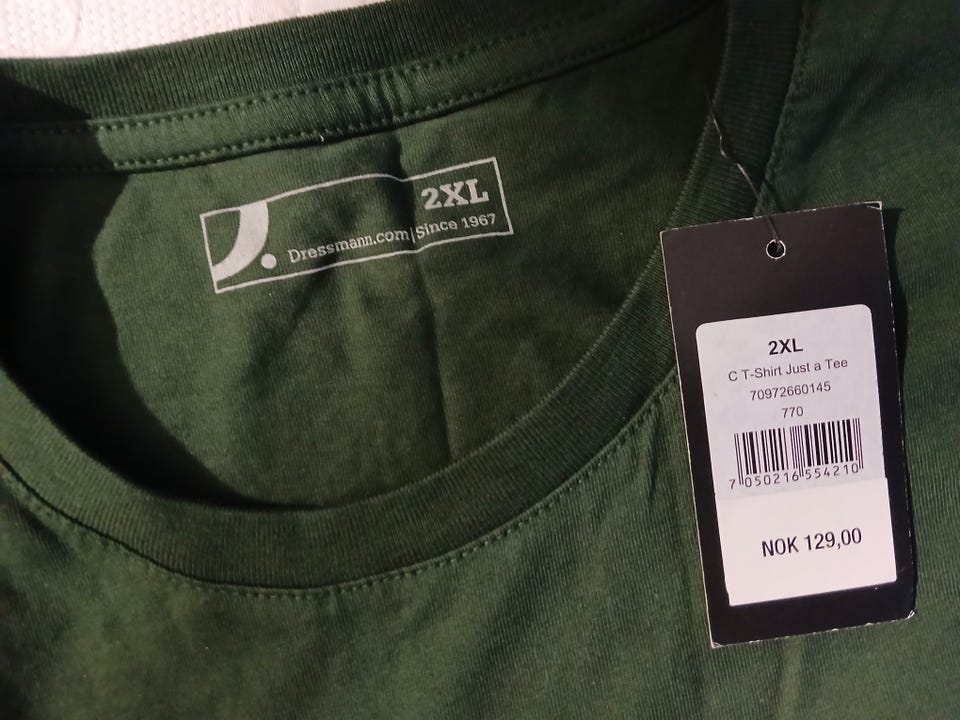 2XL
Dressmann.com Since 1967
2XL
C T-Shirt Just a Tee
70972660145
770
7 050216 554210
NOK 129,00